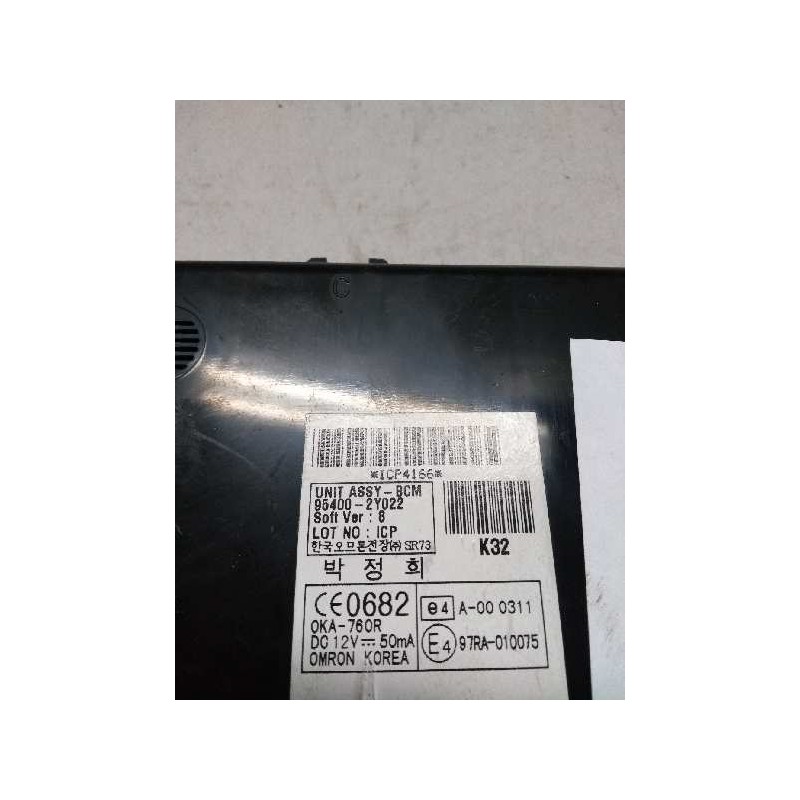 C
*ICP4166*
UNIT ASSY-BCM
95400-2Y022
Soft Ver : 6
LOT NO : ICP
한국오므론전장㈜ SR73
K32
박정희
CE0682
OKA-760R
DC 12V⎓50mA
OMRON KOREA
e4 A-00 0311
E4 97RA-010075